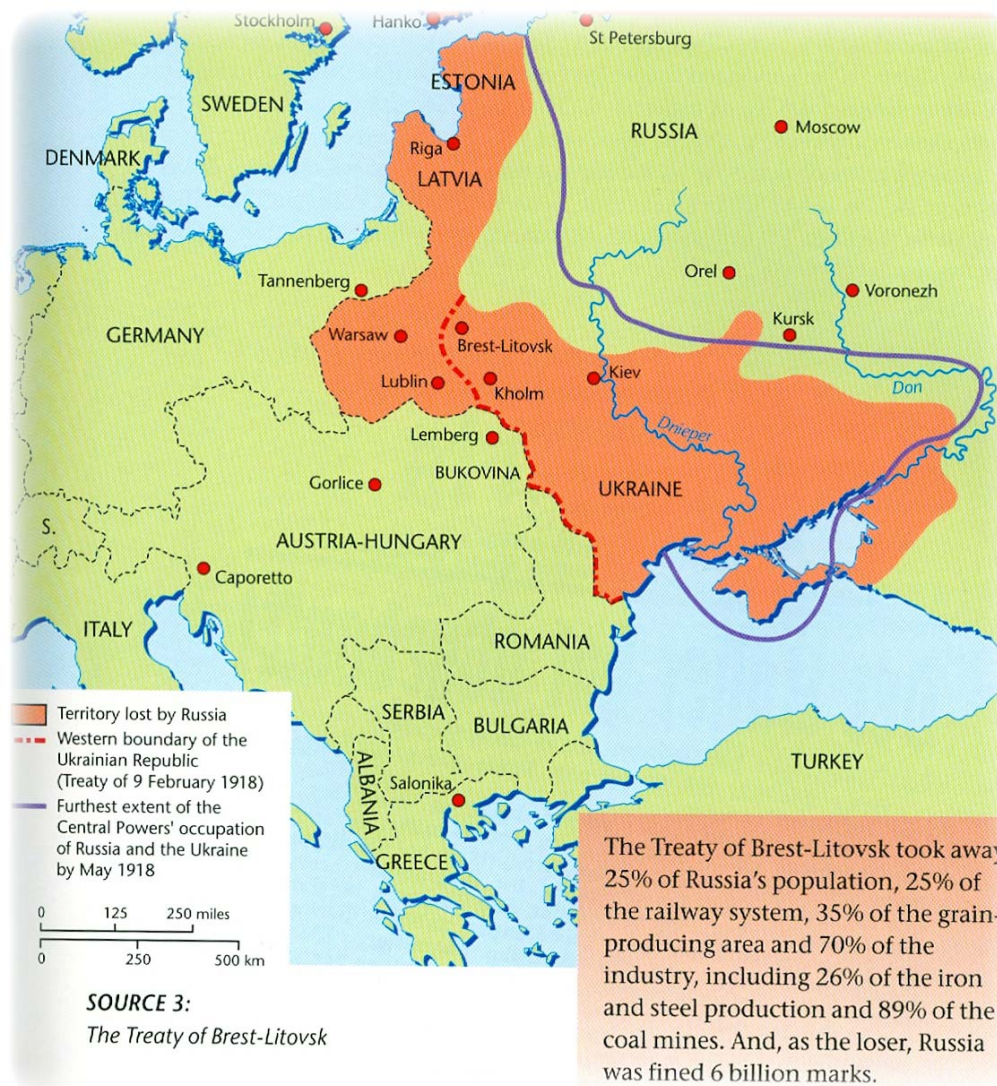 Stockholm
Hanko
St Petersburg
ESTONIA
SWEDEN
RUSSIA
Moscow
DENMARK
Riga
LATVIA
Orel
Tannenberg
Voronezh
GERMANY
Warsaw
Brest-Litovsk
Kursk
Lublin
Kholm
Kiev
Don
Dnieper
Lemberg
BUKOVINA
Gorlice
UKRAINE
S.
AUSTRIA-HUNGARY
Caporetto
ITALY
ROMANIA
SERBIA
BULGARIA
ALBANIA
TURKEY
Salonika
GREECE
Territory lost by Russia
Western boundary of the
Ukrainian Republic
(Treaty of 9 February 1918)
Furthest extent of the
Central Powers' occupation
of Russia and the Ukraine
by May 1918
0 125 250 miles
0 250 500 km
SOURCE 3:
The Treaty of Brest-Litovsk
The Treaty of Brest-Litovsk took away
25% of Russia's population, 25% of
the railway system, 35% of the grain-
producing area and 70% of the
industry, including 26% of the iron
and steel production and 89% of the
coal mines. And, as the loser, Russia
was fined 6 billion marks.